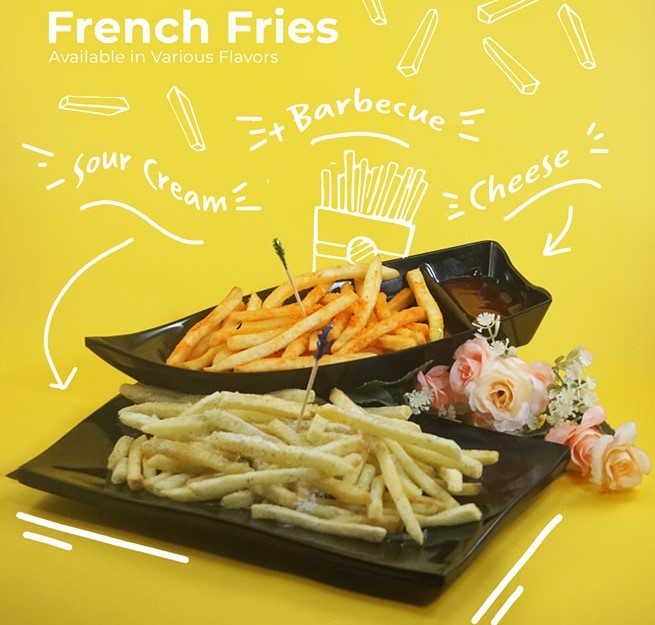 French Fries
Available in Various Flavors
+ Barbecue
Sour Cream
Cheese